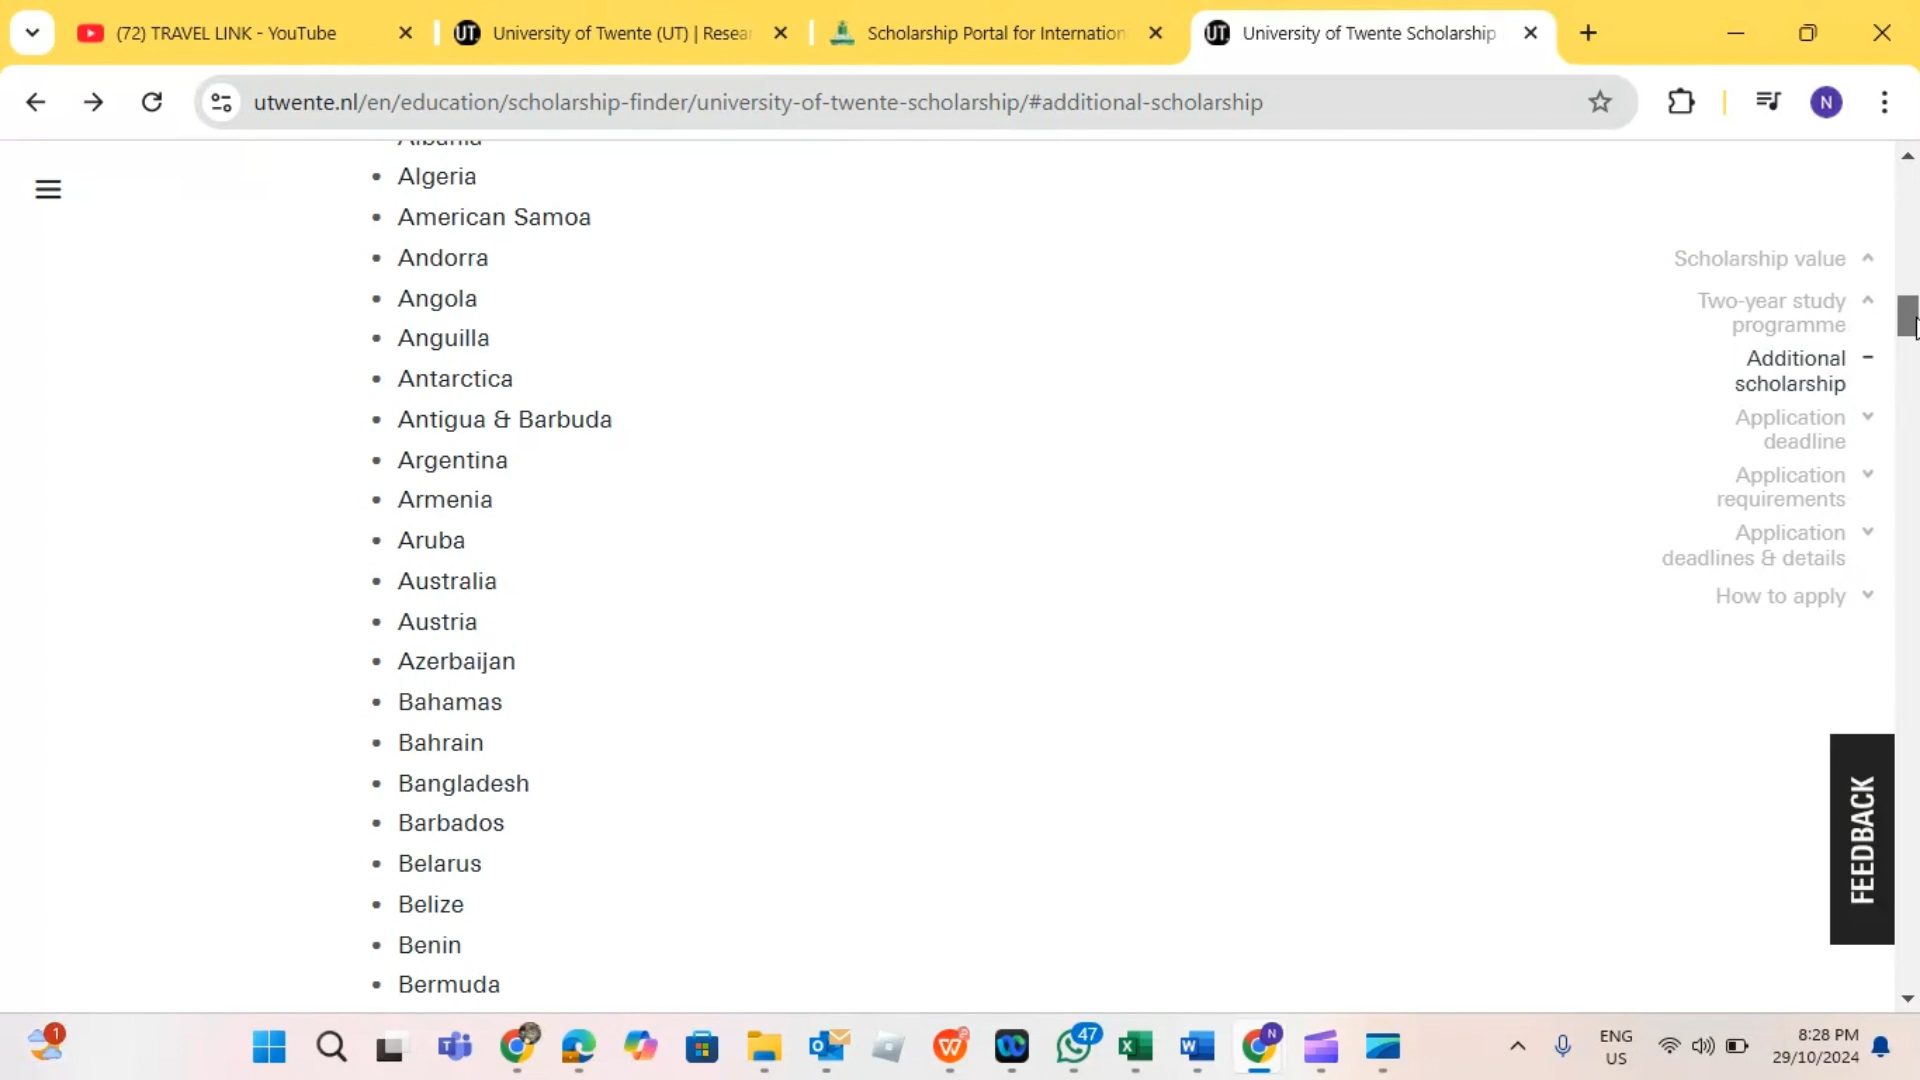 (72) TRAVEL LINK - YouTube
University of Twente (UT) | Resea
Scholarship Portal for Internation
University of Twente Scholarship
utwente.nl/en/education/scholarship-finder/university-of-twente-scholarship/#additional-scholarship
N
Albania
Algeria
American Samoa
Andorra
Angola
Anguilla
Antarctica
Antigua & Barbuda
Argentina
Armenia
Aruba
Australia
Austria
Azerbaijan
Bahamas
Bahrain
Bangladesh
Barbados
Belarus
Belize
Benin
Bermuda
Scholarship value
Two-year study
programme
Additional
scholarship
Application
deadline
Application
requirements
Application
deadlines & details
How to apply
FEEDBACK
1
47
N
ENG
US
8:28 PM
29/10/2024